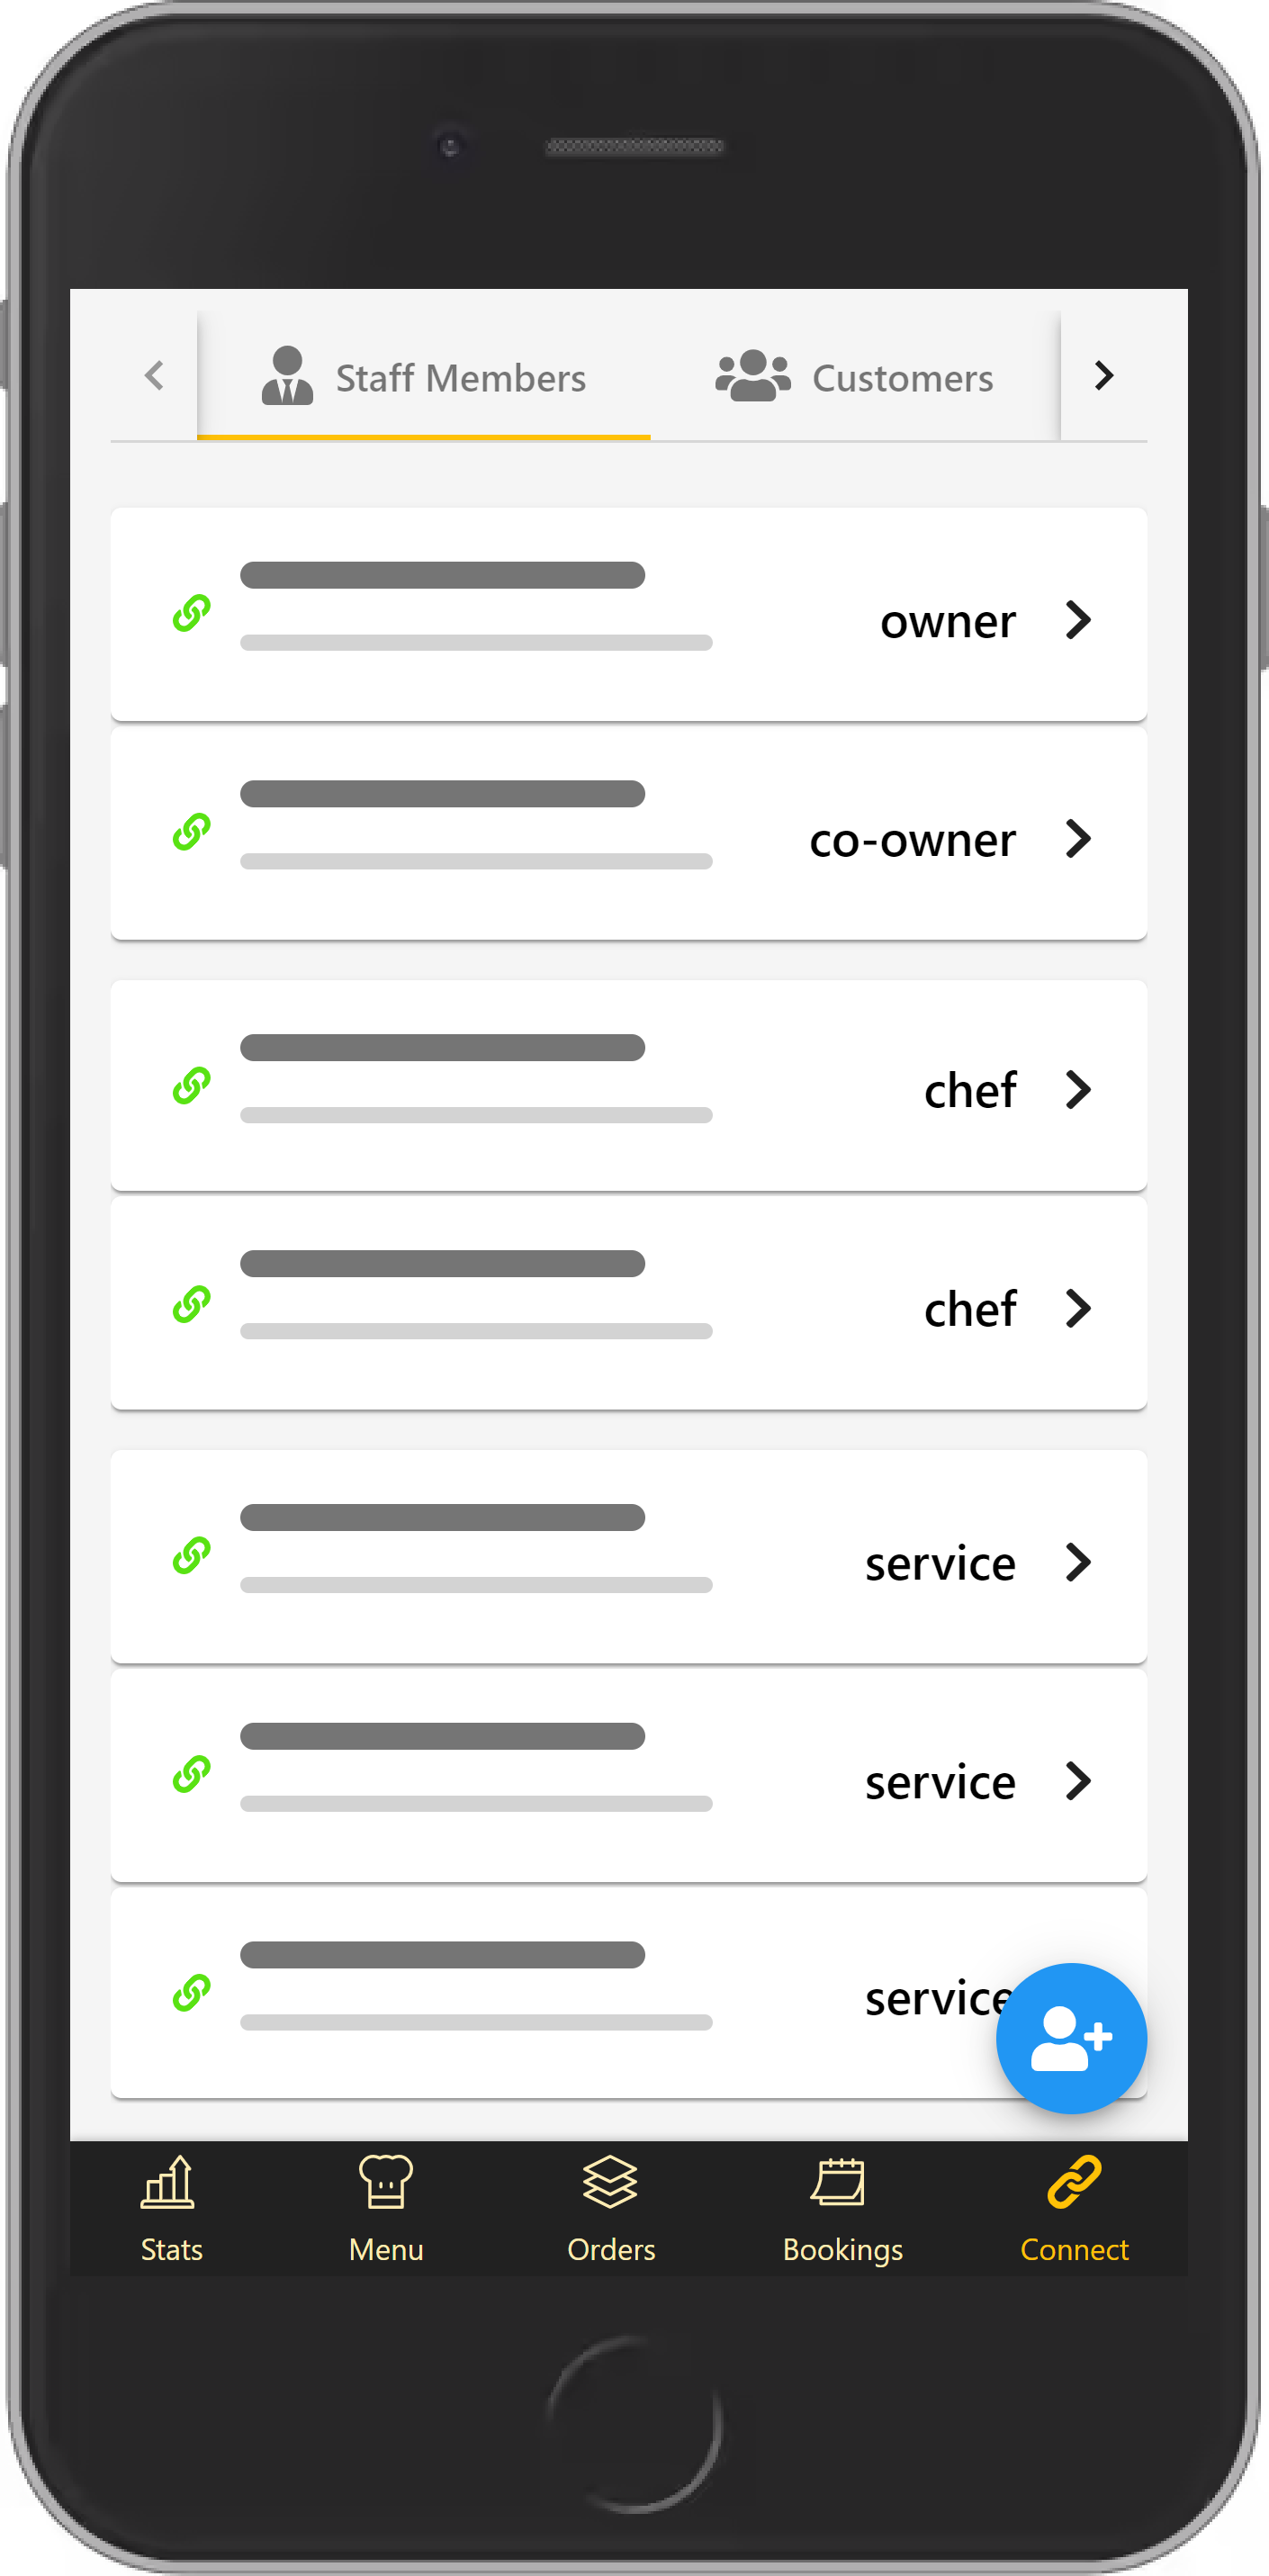 Staff Members
Customers
owner
co-owner
chef
chef
service
service
service
Stats
Menu
Orders
Bookings
Connect